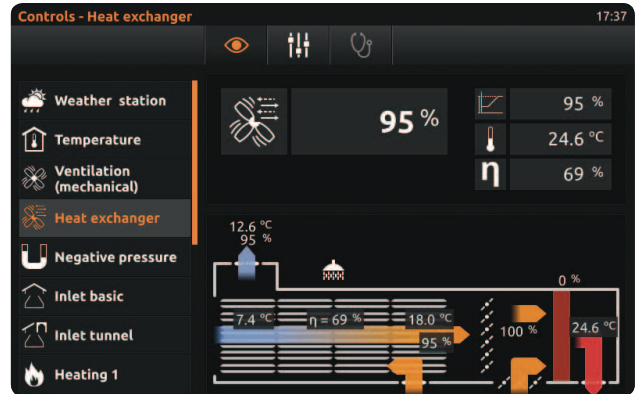 Controls - Heat exchanger
17:37
Weather station
Temperature
Ventilation
(mechanical)
Heat exchanger
Negative pressure
Inlet basic
Inlet tunnel
Heating 1
95 %
95 %
24.6 °C
η 69 %
12.6 °C
95 %
0 %
7.4 °C
η = 69 %
18.0 °C
95 %
100 %
24.6 °C